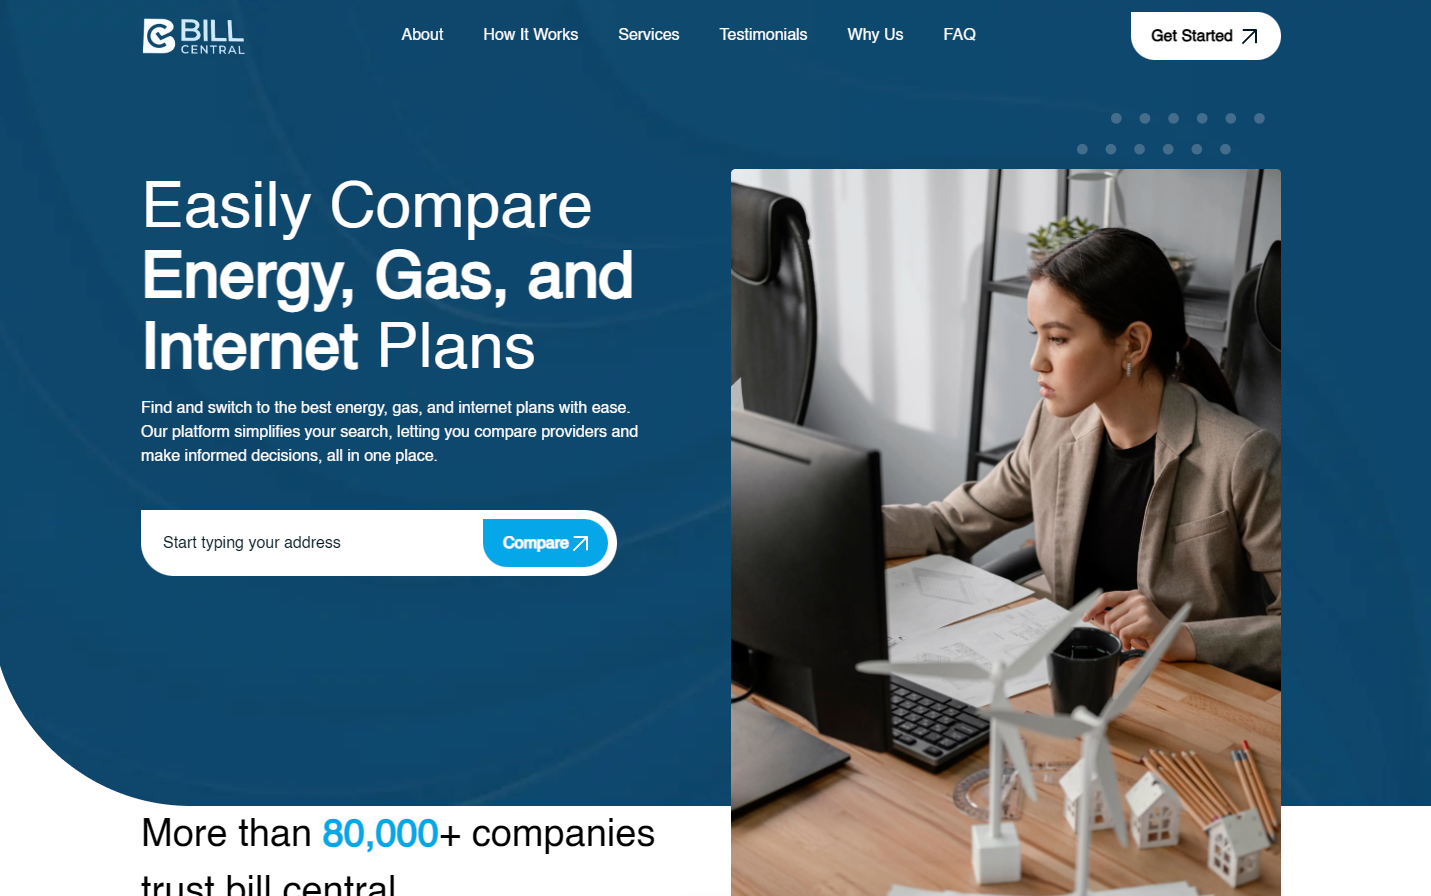 BILL
CENTRAL
About
How It Works
Services
Testimonials
Why Us
FAQ
Get Started
Easily Compare
Energy, Gas, and
Internet Plans
Find and switch to the best energy, gas, and internet plans with ease.
Our platform simplifies your search, letting you compare providers and
make informed decisions, all in one place.
Start typing your address
Compare
More than 80,000+ companies
trust bill central